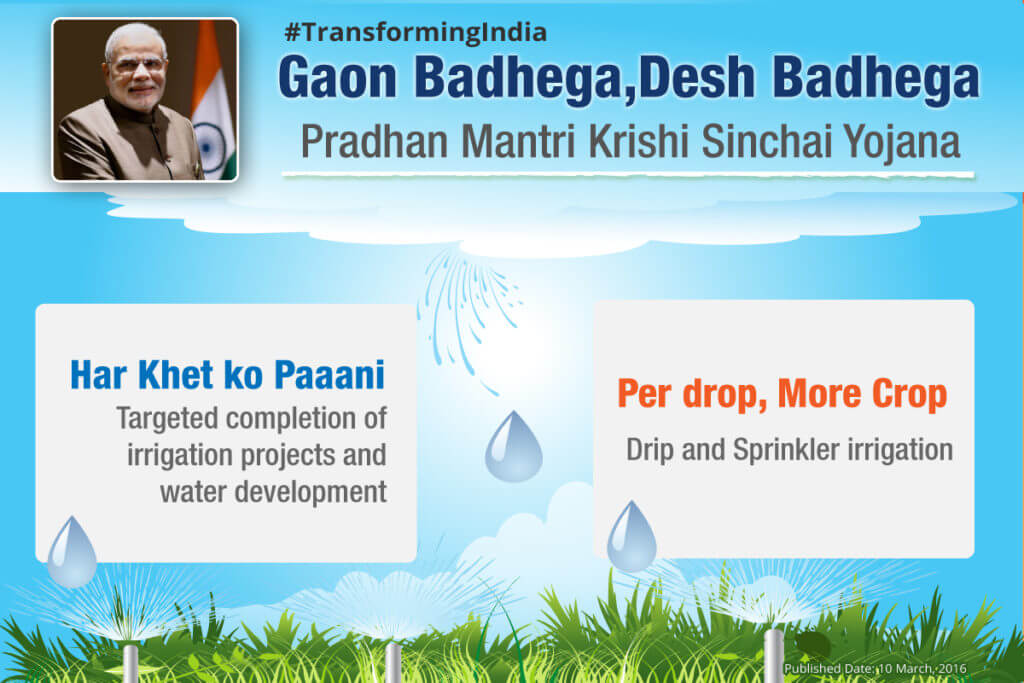 #TransformingIndia
Gaon Badhega,Desh Badhega
Pradhan Mantri Krishi Sinchai Yojana
Har Khet ko Paaani
Targeted completion of
irrigation projects and
water development
Per drop, More Crop
Drip and Sprinkler irrigation
Published Date: 10 March, 2016